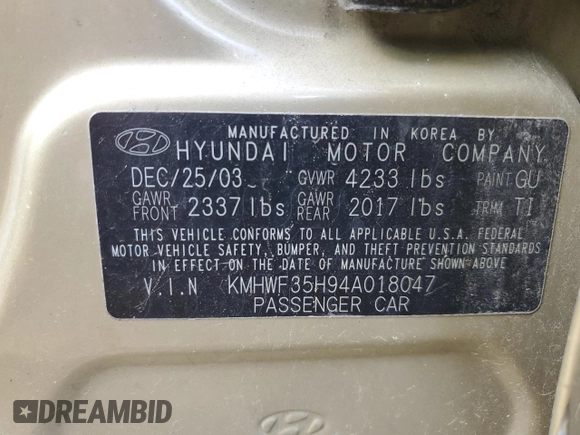 MANUFACTURED IN KOREA BY
HYUNDAI MOTOR COMPANY
DEC/25/03 GVWR 4233 lbs PAINT GU
GAWR FRONT 2337 lbs GAWR REAR 2017 lbs TRIM TI
THIS VEHICLE CONFORMS TO ALL APPLICABLE U.S.A. FEDERAL
MOTOR VEHICLE SAFETY, BUMPER, AND THEFT PREVENTION STANDARDS
IN EFFECT ON THE DATE OF MANUFACTURE SHOWN ABOVE
V.I.N KMHWF35H94A018047
PASSENGER CAR
DREAMBID